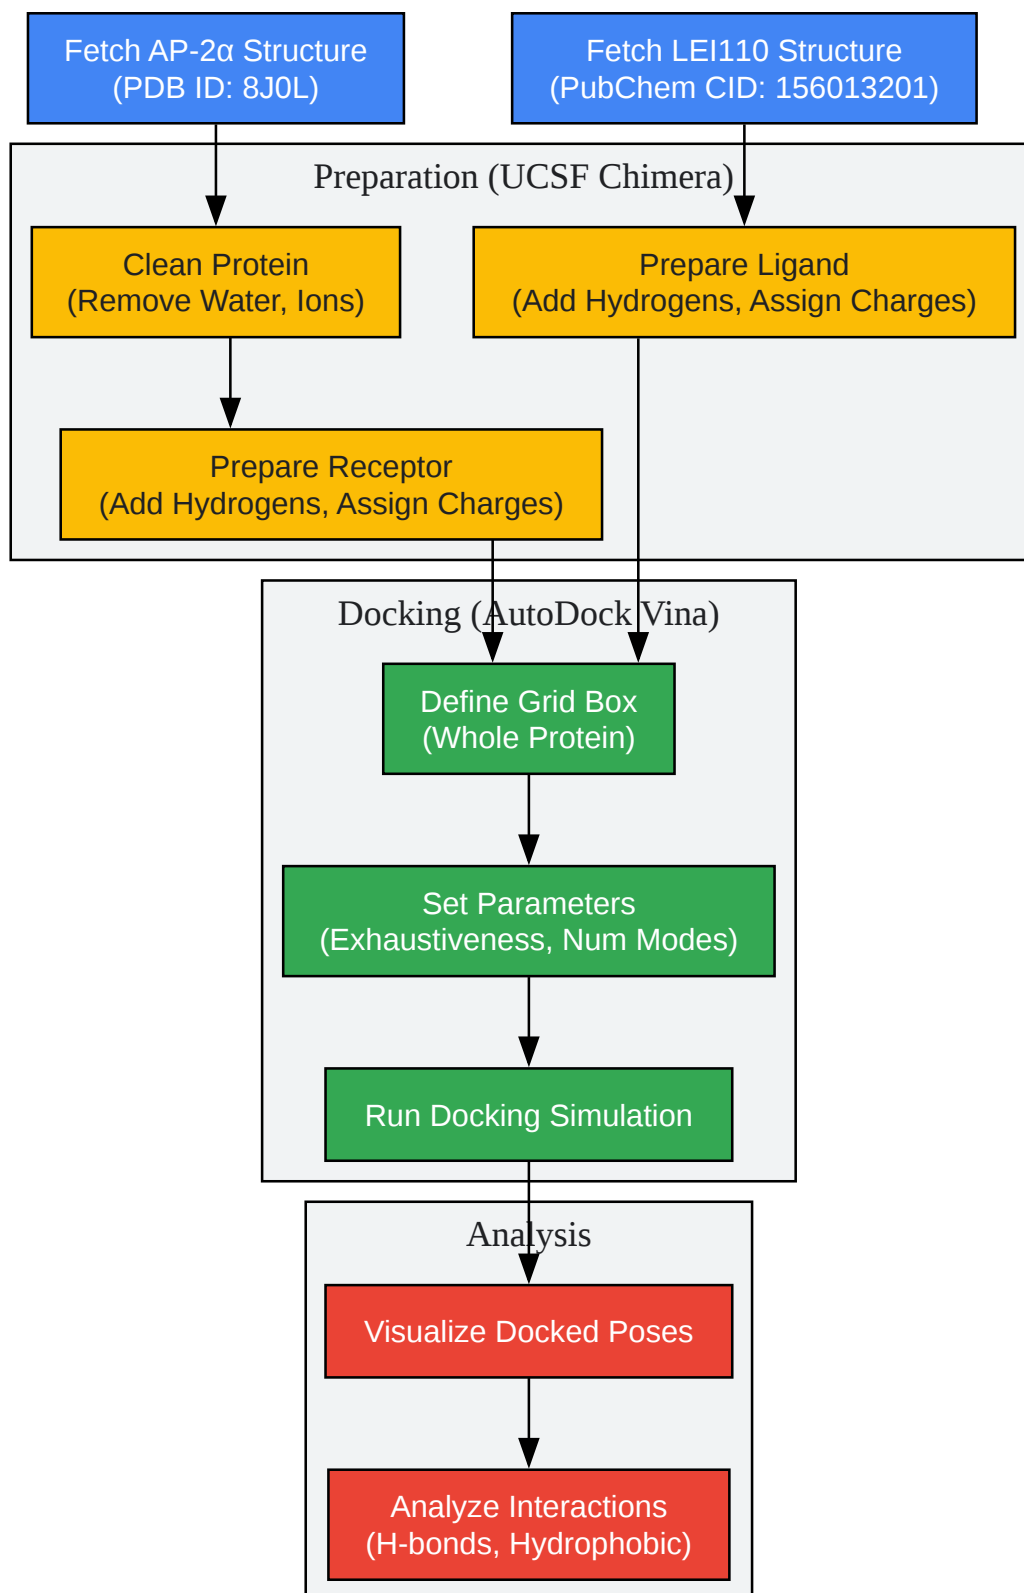 Fetch AP-2α Structure
(PDB ID: 8J0L)
Fetch LEI110 Structure
(PubChem CID: 156013201)
Preparation (UCSF Chimera)
Clean Protein
(Remove Water, Ions)
Prepare Ligand
(Add Hydrogens, Assign Charges)
Prepare Receptor
(Add Hydrogens, Assign Charges)
Docking (AutoDock Vina)
Define Grid Box
(Whole Protein)
Set Parameters
(Exhaustiveness, Num Modes)
Run Docking Simulation
Analysis
Visualize Docked Poses
Analyze Interactions
(H-bonds, Hydrophobic)